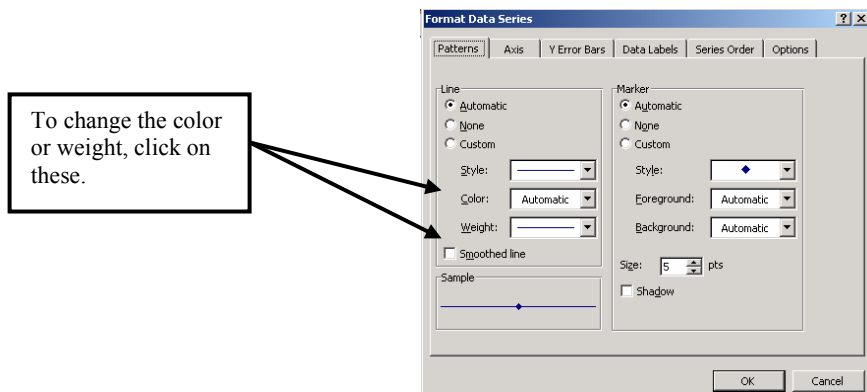 Format Data Series
Patterns Axis Y Error Bars Data Labels Series Order Options
To change the color
or weight, click on
these.
Line
Automatic
None
Custom
Style:
Color: Automatic
Weight:
Smoothed line
Sample
Marker
Automatic
None
Custom
Style:
Foreground: Automatic
Background: Automatic
Size: 5 pts
Shadow
OK Cancel